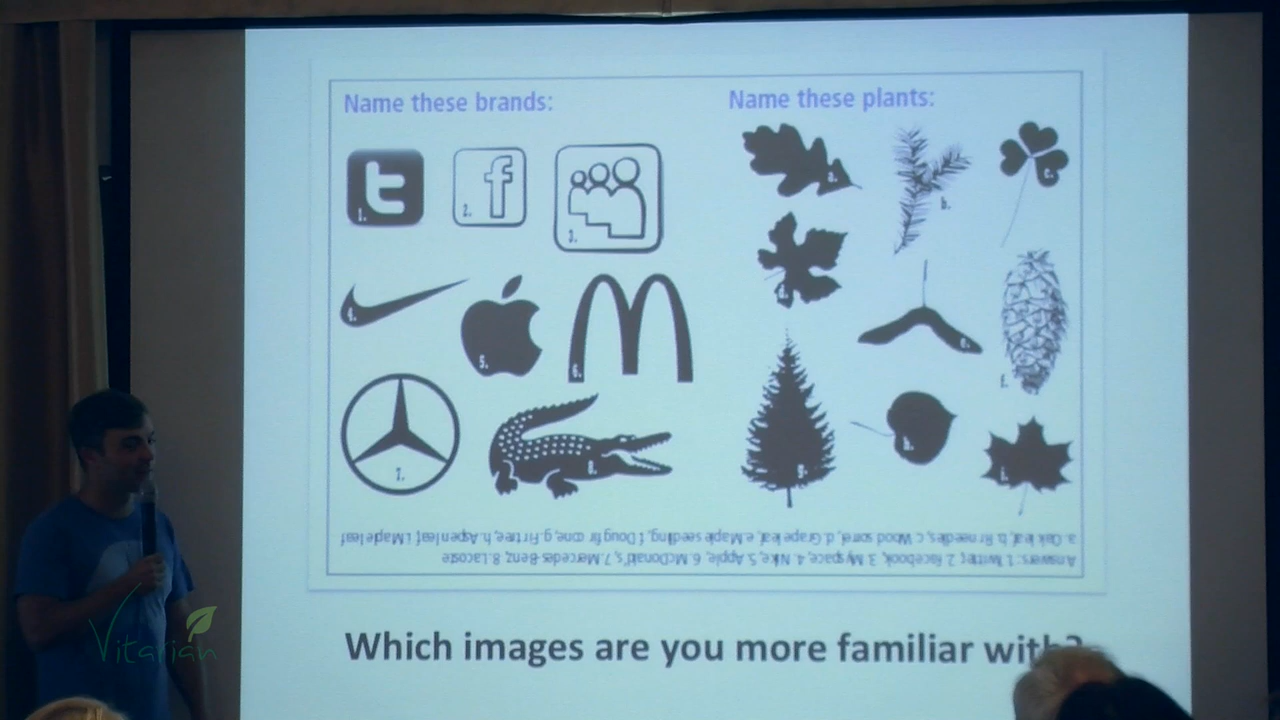 Name these brands:
Name these plants:
t
1.
f
2.
3.
a.
b.
c.
4.
5.
6.
d.
e.
f.
7.
8.
g.
h.
i.
Answers: 1. Twitter, 2. Facebook, 3. Myspace, 4. Nike, 5. Apple, 6. McDonald's, 7. Mercedes-Benz, 8. Lacoste
a. Oak leaf, b. Fir needles, c. Wood sorrel, d. Grape leaf, e. Maple seedling, f. Doug fir cone, g. Fir tree, h. Aspen leaf, i. Maple leaf
Which images are you more familiar with?
Vitarian